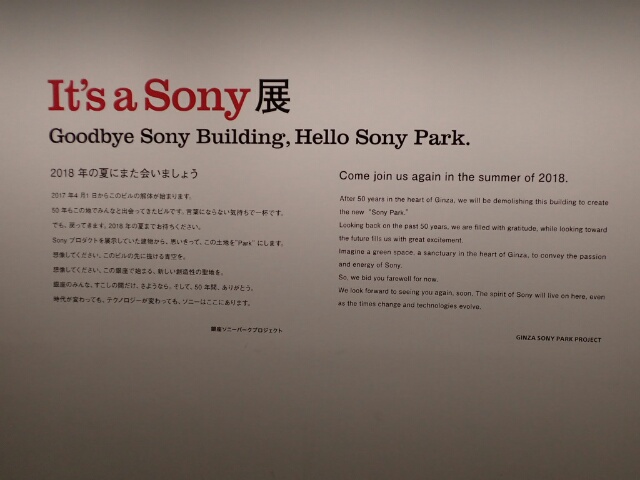 It's a Sony 展
Goodbye Sony Building, Hello Sony Park.
2018 年の夏にまた会いましょう
2017 年4 月1 日からこのビルの解体が始まります。
50 年もこの地でみんなと出会ってきたビルです。言葉にならない気持ちで一杯です。
でも、戻ってきます。2018 年の夏までお待ちください。
Sony プロダクトを展示していた建物から、思いきって、この土地を"Park" にします。
想像してください。このビルの先に抜ける青空を。
想像してください。この銀座で始まる、新しい創造性の聖地を。
銀座のみんな、すこしの間だけ、さようなら。そして、50 年間、ありがとう。
時代が変わっても、テクノロジーが変わっても、ソニーはここにあります。
銀座ソニーパークプロジェクト
Come join us again in the summer of 2018.
After 50 years in the heart of Ginza, we will be demolishing this building to create
the new "Sony Park."
Looking back on the past 50 years, we are filled with gratitude, while looking toward
the future fills us with great excitement.
Imagine a green space, a sanctuary in the heart of Ginza, to convey the passion
and energy of Sony.
So, we bid you farewell for now.
We look forward to seeing you again, soon. The spirit of Sony will live on here, even
as the times change and technologies evolve.
GINZA SONY PARK PROJECT